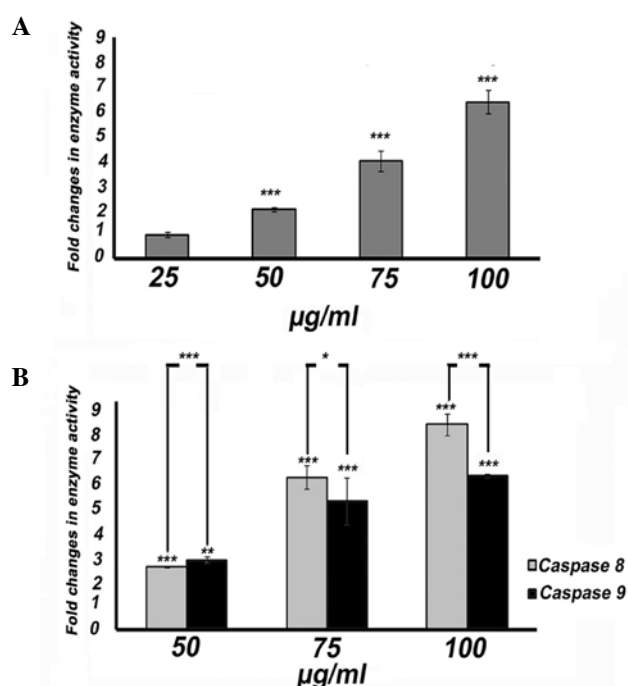 A
Fold changes in enzyme activity
9
8
7
6
5
4
3
2
1
0
***
***
***
25 50 75 100
µg/ml
B
Fold changes in enzyme activity
9
8
7
6
5
4
3
2
1
0
*** * ***
*** ** *** *** *** ***
Caspase 8
Caspase 9
50 75 100
µg/ml